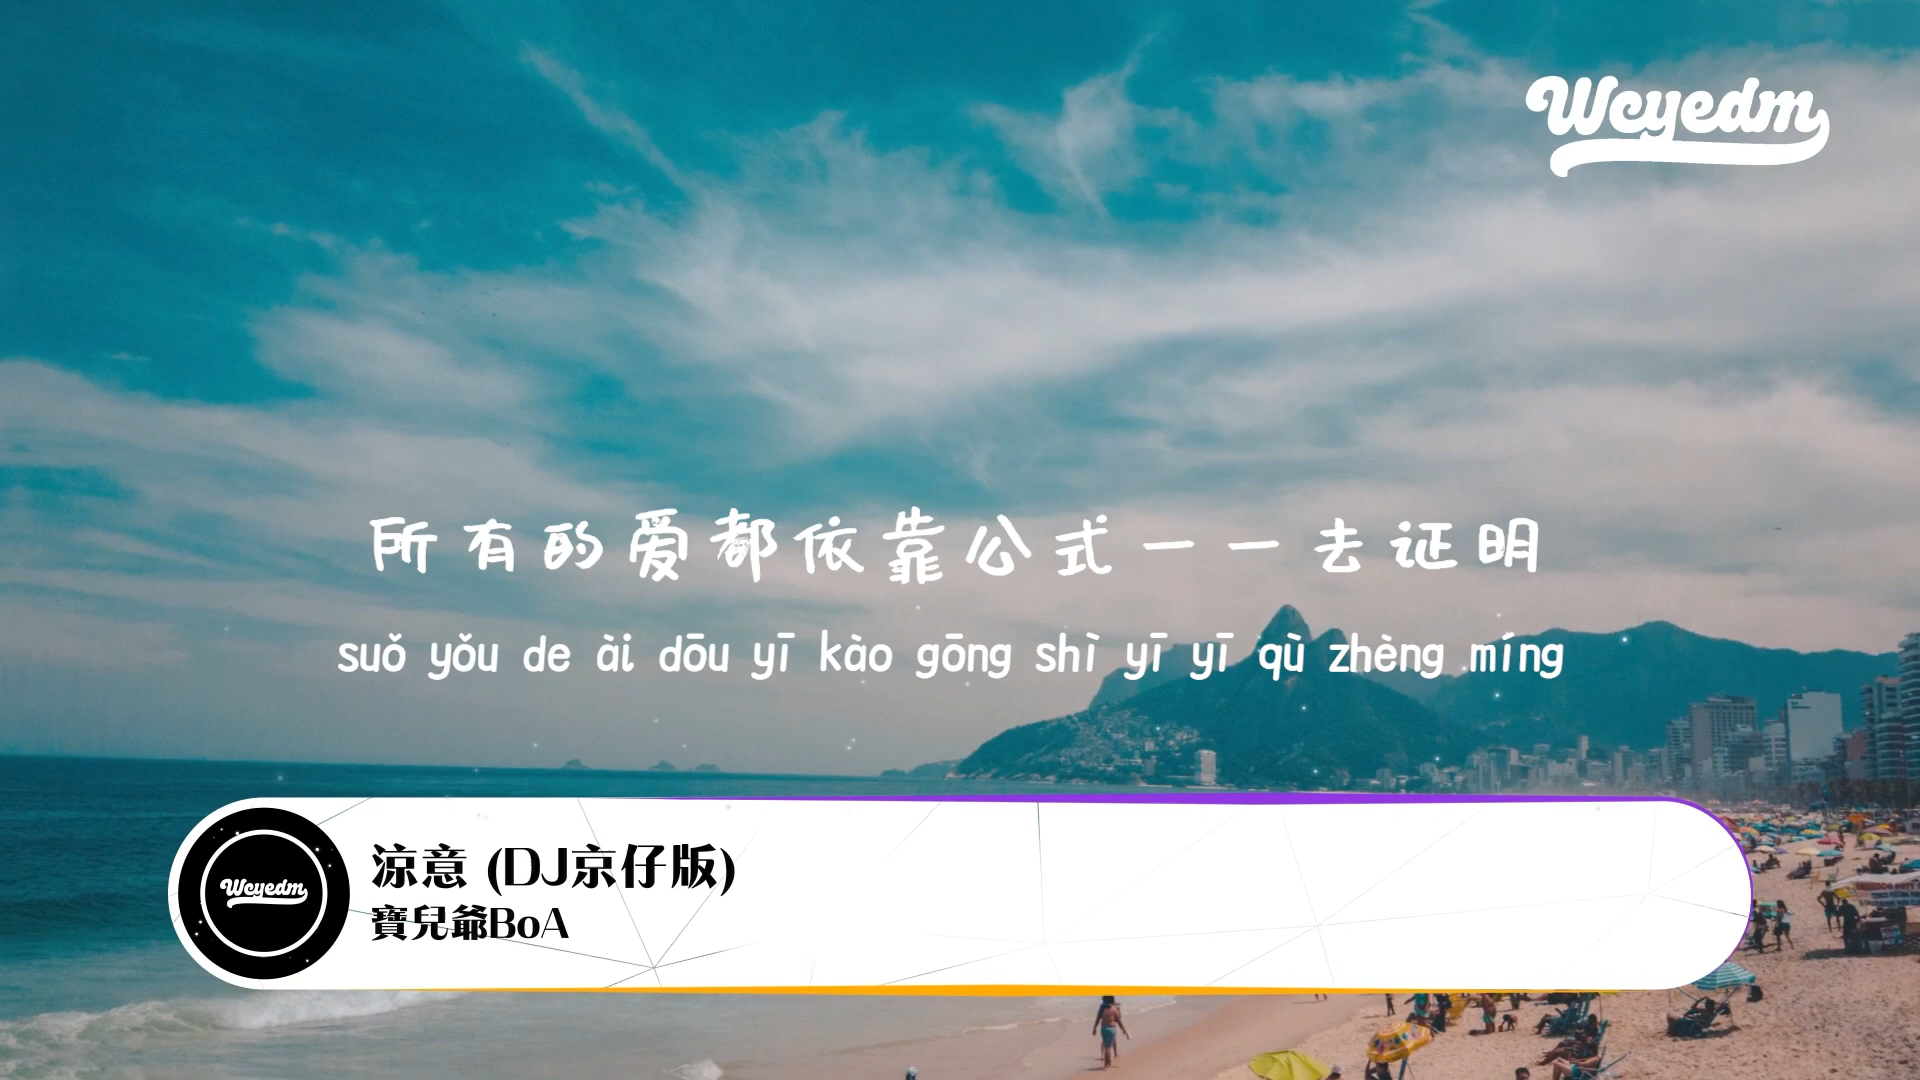 Wcyedm
所有的爱都依靠公式一一去证明
suǒ yǒu de ài dōu yī kào gōng shì yī yī qù zhèng míng
Wcyedm
涼意 (DJ京仔版)
寶兒爺BoA